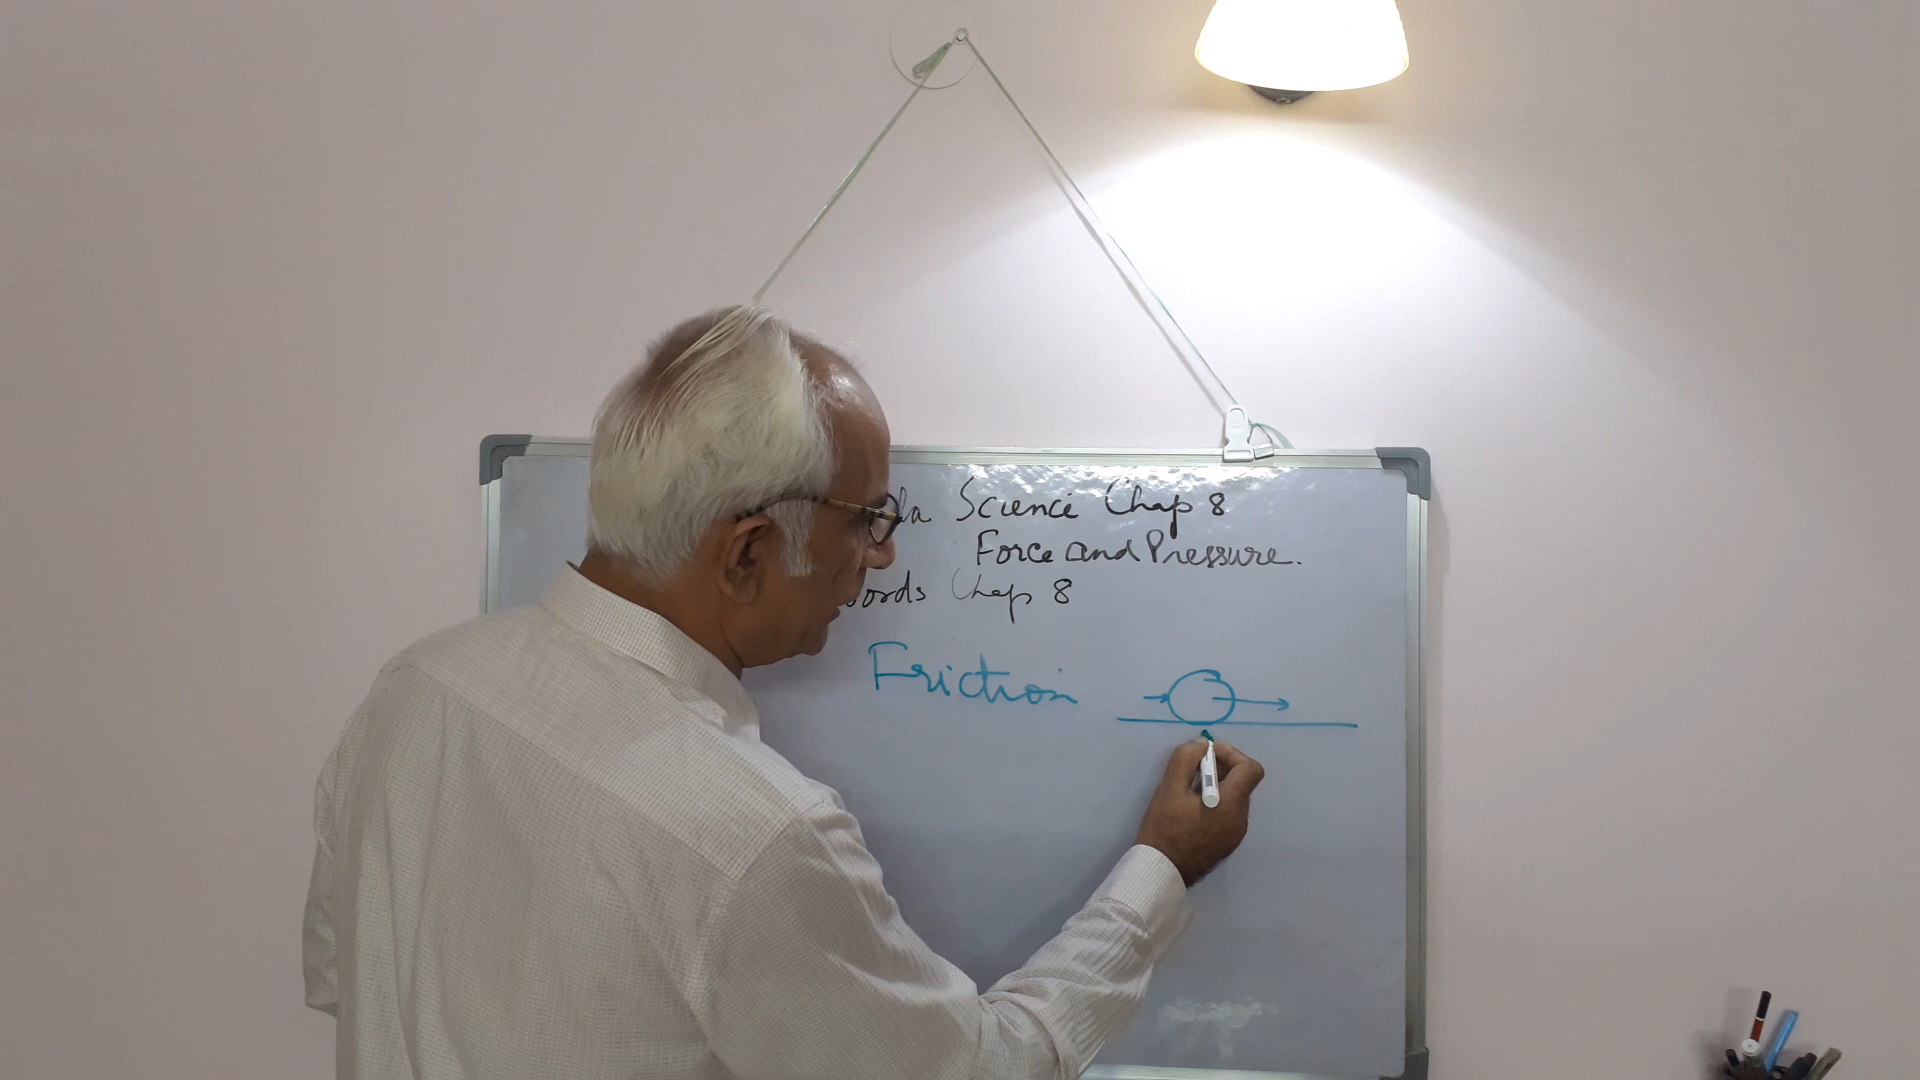 Science Chap 8
Force and Pressure.
Chap 8
Friction